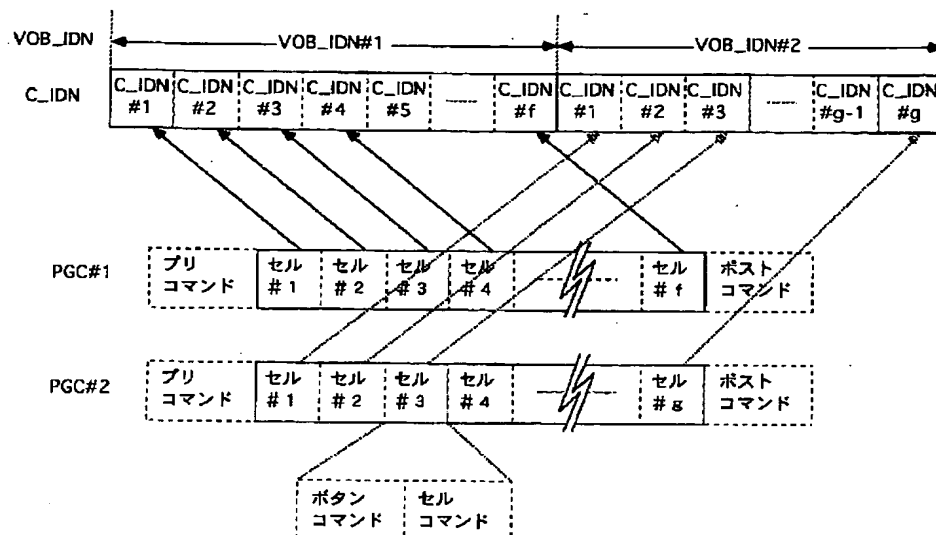 VOB_IDN VOB_IDN#1 VOB_IDN#2
C_IDN
C_IDN #1
C_IDN #2
C_IDN #3
C_IDN #4
C_IDN #5
C_IDN #f
C_IDN #1
C_IDN #2
C_IDN #3
C_IDN #g-1
C_IDN #g
PGC#1
プリ
コマンド
セル
#1
セル
#2
セル
#3
セル
#4
セル
#f
ポスト
コマンド
PGC#2
プリ
コマンド
セル
#1
セル
#2
セル
#3
セル
#4
セル
#g
ポスト
コマンド
ボタン
コマンド
セル
コマンド